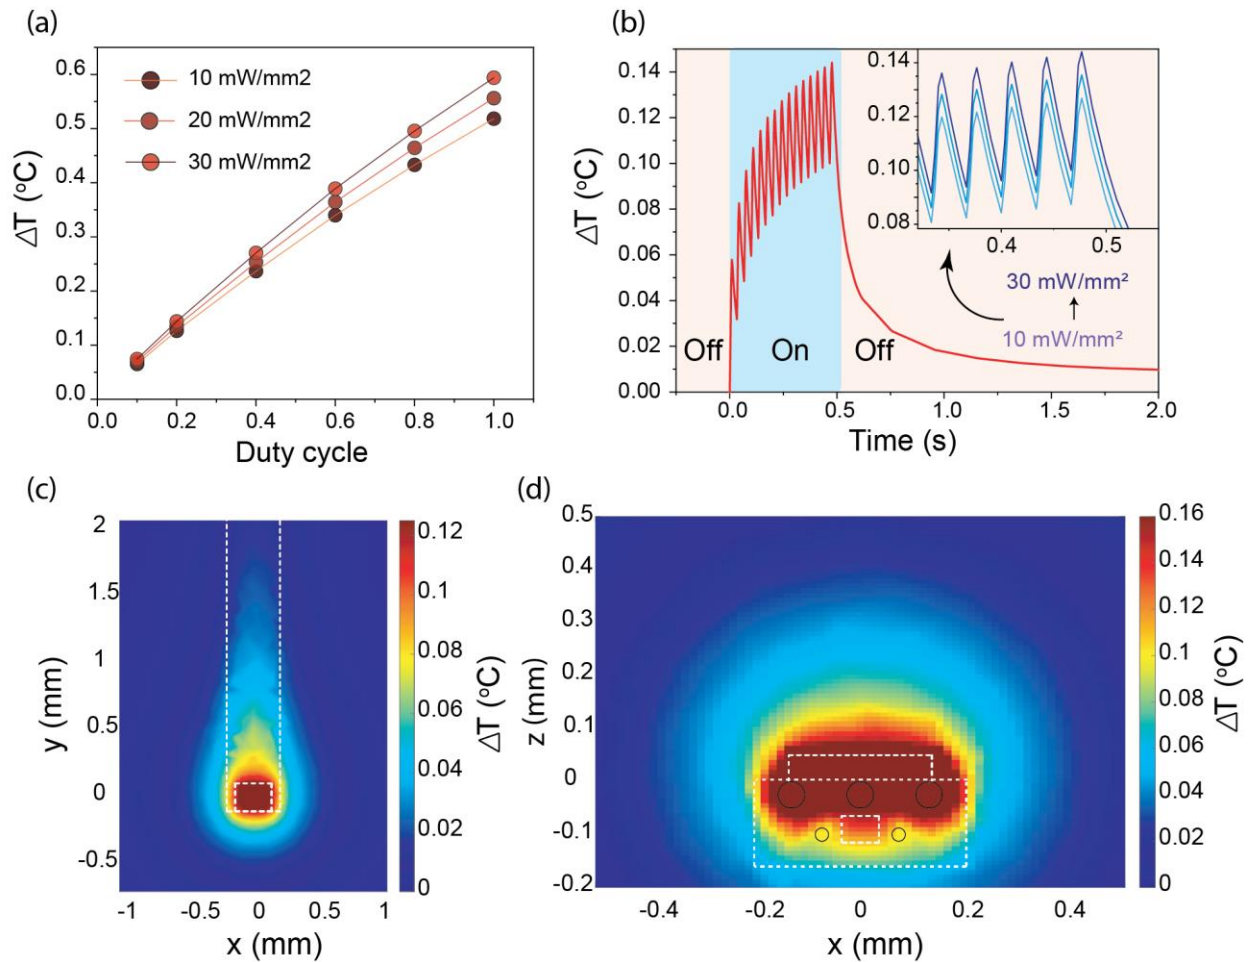 (a)
ΔT (°C)
0.6
0.5
0.4
0.3
0.2
0.1
0.0
10 mW/mm2
20 mW/mm2
30 mW/mm2
0.0 0.2 0.4 0.6 0.8 1.0
Duty cycle
(b)
ΔT (°C)
0.14
0.12
0.10
0.08
0.06
0.04
0.02
0.00
Off On Off
0.14
0.12
0.10
0.08
0.4 0.5
30 mW/mm²
10 mW/mm²
0.0 0.5 1.0 1.5 2.0
Time (s)
(c)
y (mm)
2
1.5
1
0.5
0
-0.5
-1 -0.5 0 0.5 1
x (mm)
0.12
0.1
0.08
0.06
0.04
0.02
0
ΔT (°C)
(d)
z (mm)
0.5
0.4
0.3
0.2
0.1
0
-0.1
-0.2
-0.4 -0.2 0 0.2 0.4
x (mm)
0.16
0.14
0.12
0.1
0.08
0.06
0.04
0.02
0
ΔT (°C)